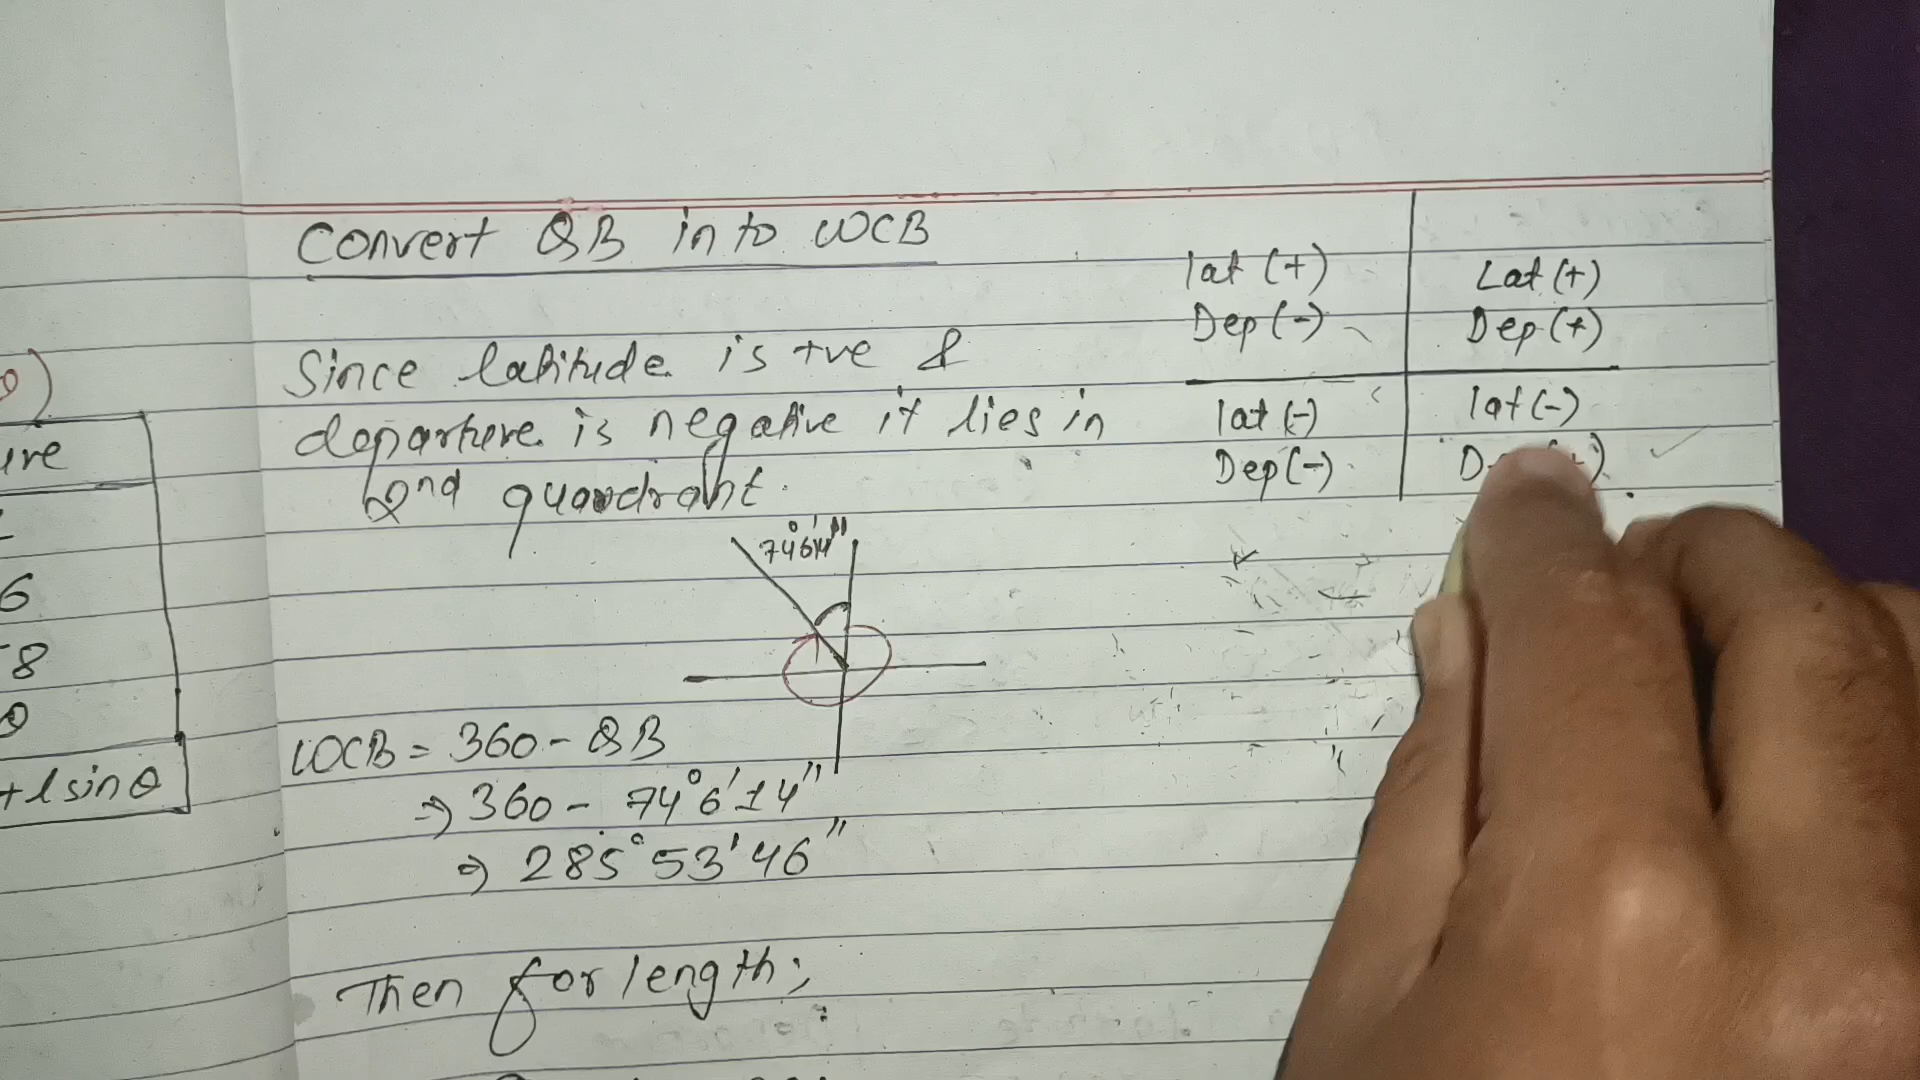 Convert QB in to WCB
lat (+)
Dep (-)
Lat (+)
Dep (+)
lat (-)
Dep (-)
lat (-)
Since latitude is +ve &
departure is negative it lies in
2nd quadrant.
74°6'14"
WCB = 360 - QB
⇒ 360 - 74°6'14"
⇒ 285°53'46"
Then for length;
ure
6
8
+l sin θ